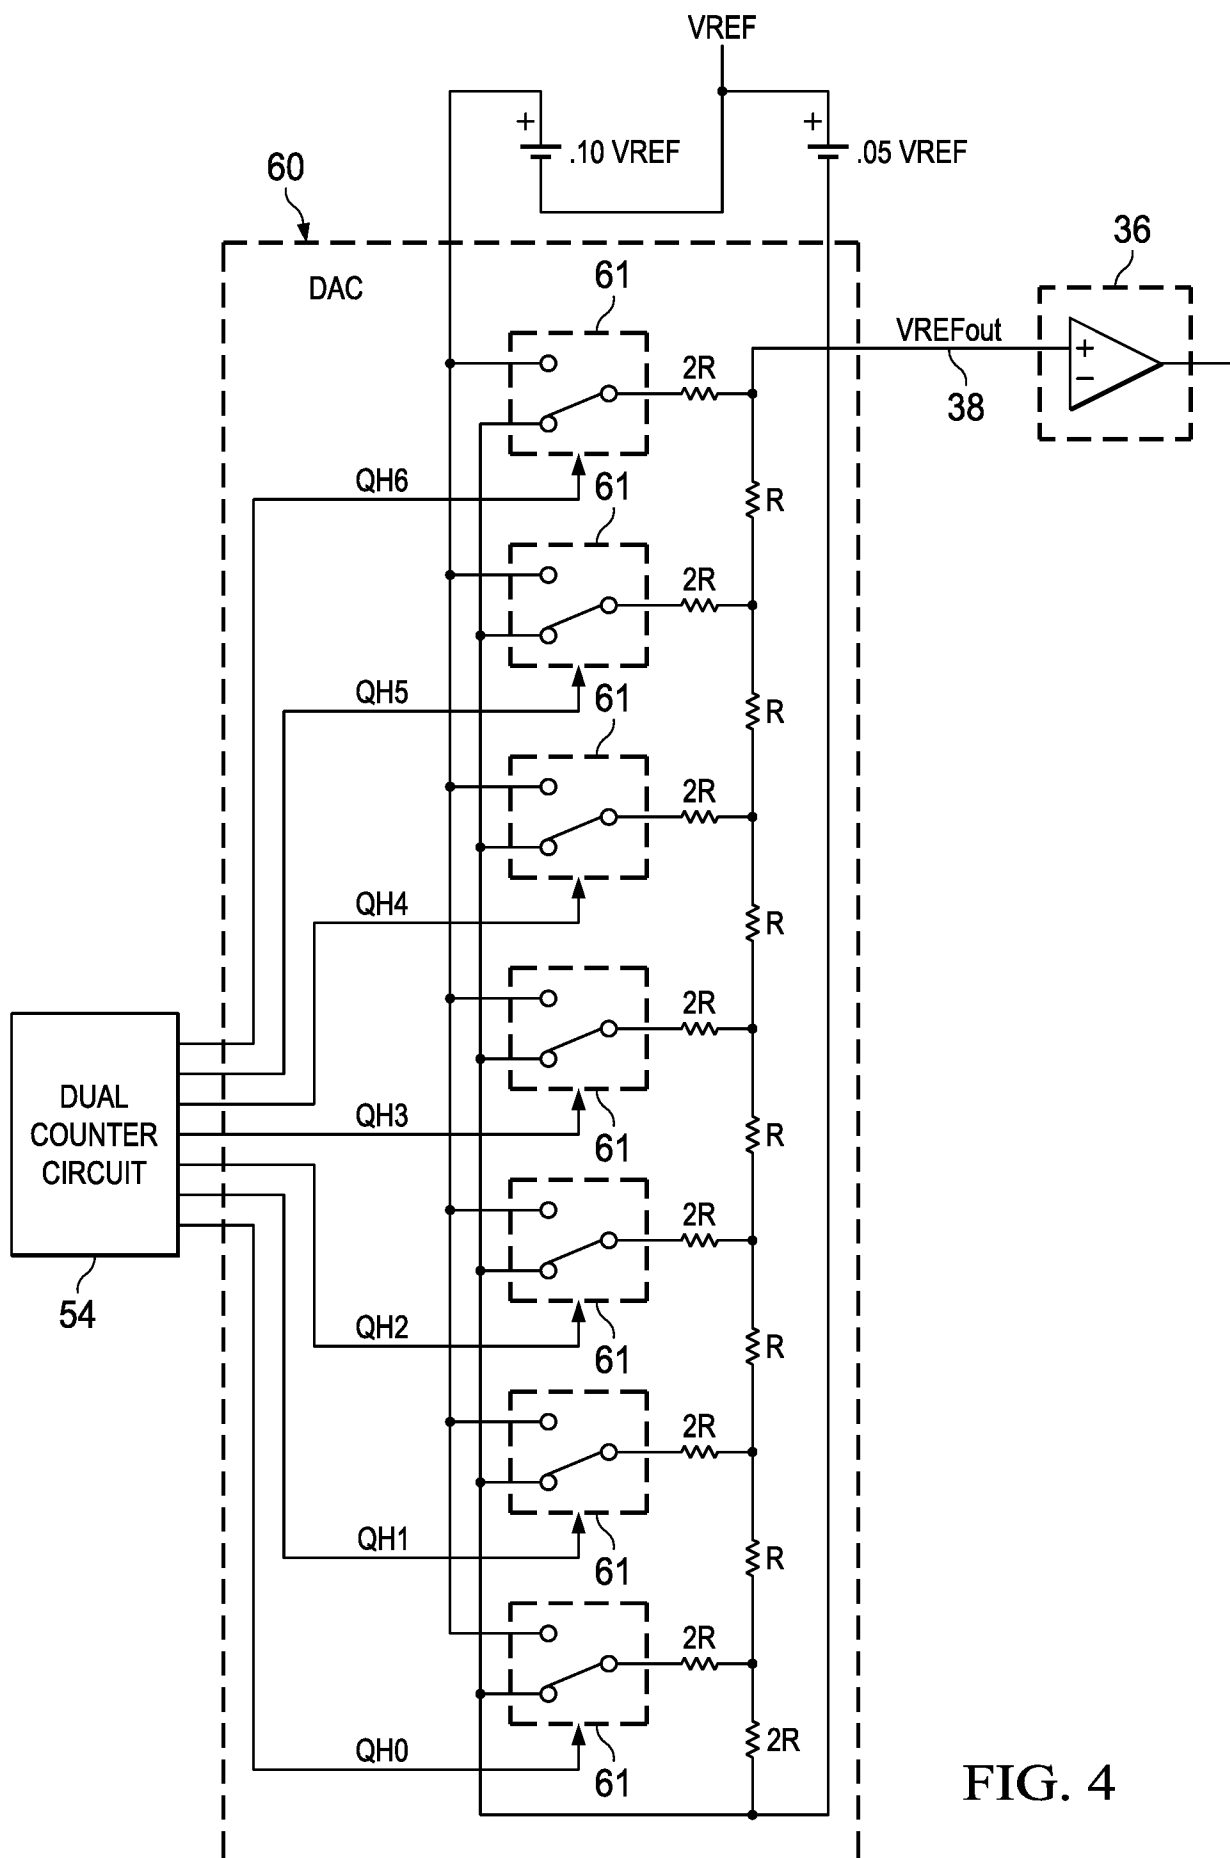 VREF
+
.10 VREF
+
.05 VREF
60
DAC
36
61
VREFout
38
+
−
2R
QH6
R
61
2R
QH5
R
61
2R
QH4
R
2R
QH3
61
R
DUAL
COUNTER
CIRCUIT
54
2R
QH2
61
R
2R
QH1
61
R
2R
QH0
61
2R
FIG. 4